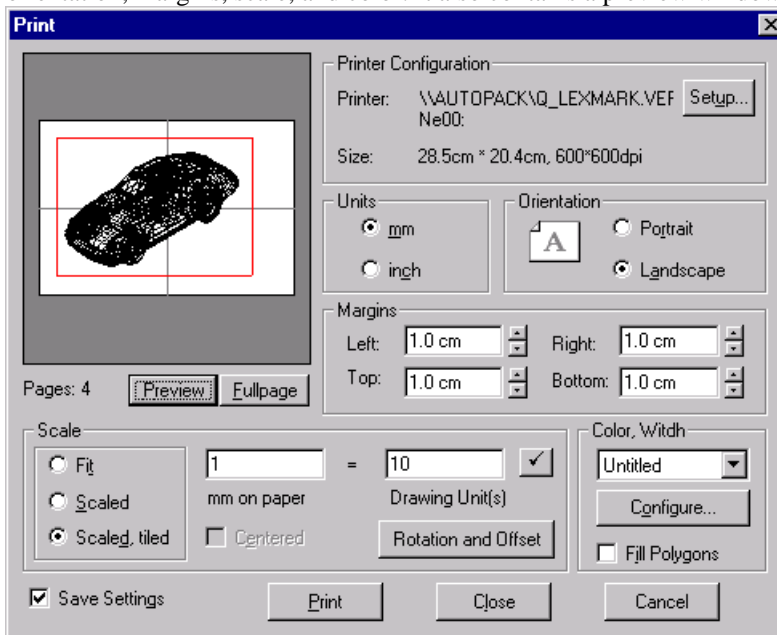 Print
Printer Configuration
Printer: \\AUTOPACK\Q_LEXMARK.VEF Setup...
Ne00:
Size: 28.5cm * 20.4cm, 600*600dpi
Units
mm
inch
Orientation
A
Portrait
Landscape
Margins
Left: 1.0 cm Right: 1.0 cm
Top: 1.0 cm Bottom: 1.0 cm
Pages: 4 Preview Fullpage
Scale
Fit
Scaled
Scaled, tiled
1 = 10
mm on paper Drawing Unit(s)
Centered Rotation and Offset
Color, Witdh
Untitled
Configure...
Fill Polygons
Save Settings Print Close Cancel